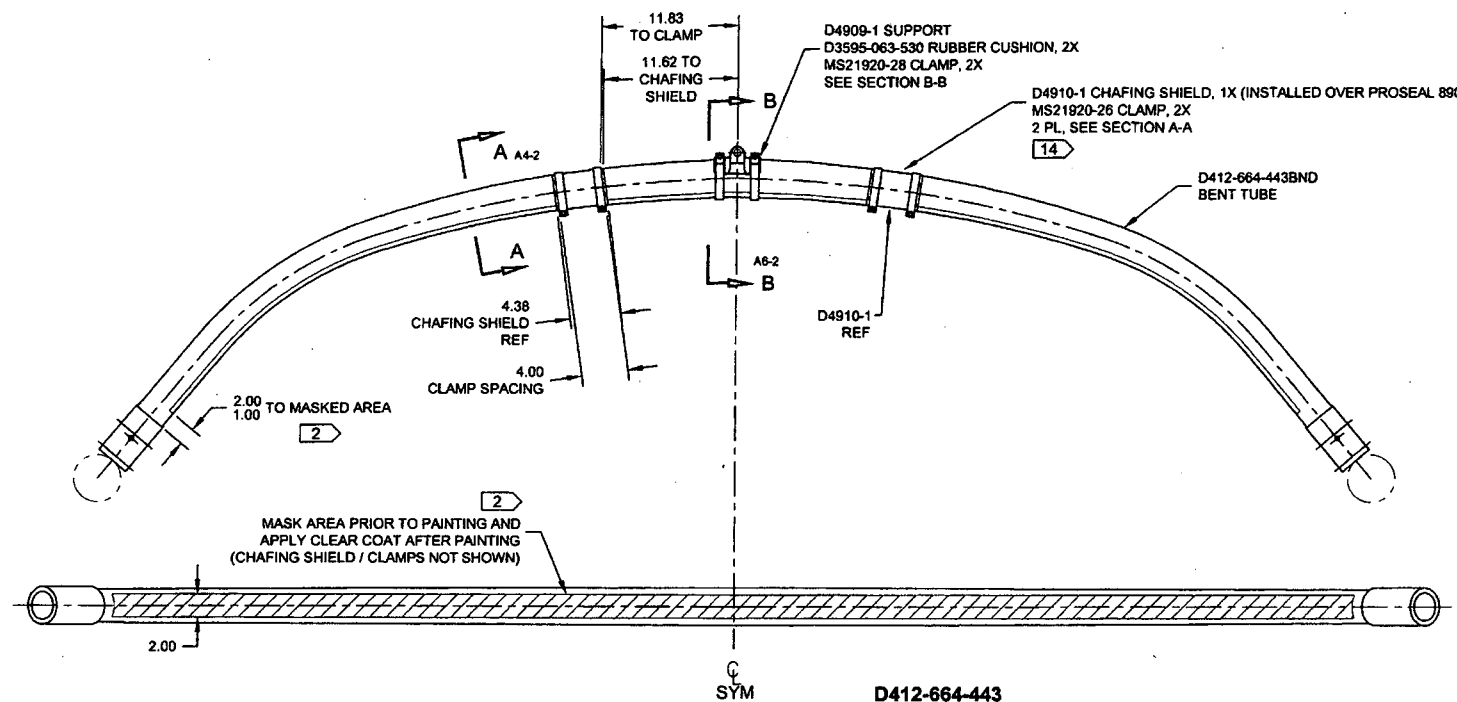 11.83
TO CLAMP
11.62 TO
CHAFING
SHIELD
D4909-1 SUPPORT
D3595-063-530 RUBBER CUSHION, 2X
MS21920-28 CLAMP, 2X
SEE SECTION B-B
D4910-1 CHAFING SHIELD, 1X (INSTALLED OVER PROSEAL 890
MS21920-26 CLAMP, 2X
2 PL, SEE SECTION A-A
14
B
A A4-2
D412-664-443BND
BENT TUBE
A
A6-2
B
4.38
CHAFING SHIELD
REF
D4910-1
REF
4.00
CLAMP SPACING
2.00
1.00 TO MASKED AREA
2
2
MASK AREA PRIOR TO PAINTING AND
APPLY CLEAR COAT AFTER PAINTING
(CHAFING SHIELD / CLAMPS NOT SHOWN)
2.00
CL
SYM
D412-664-443